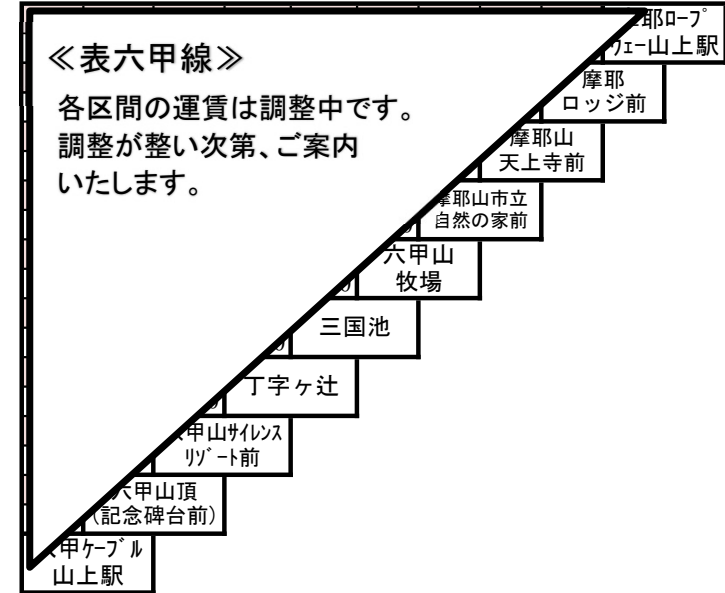 ≪表六甲線≫
各区間の運賃は調整中です。
調整が整い次第、ご案内
いたします。
耶ロープ
ウェー山上駅
摩耶
ロッジ前
摩耶山
天上寺前
摩耶山市立
自然の家前
六甲山
牧場
三国池
丁字ヶ辻
甲山サイレンス
リゾート前
六甲山頂
(記念碑台前)
甲ケーブル
山上駅